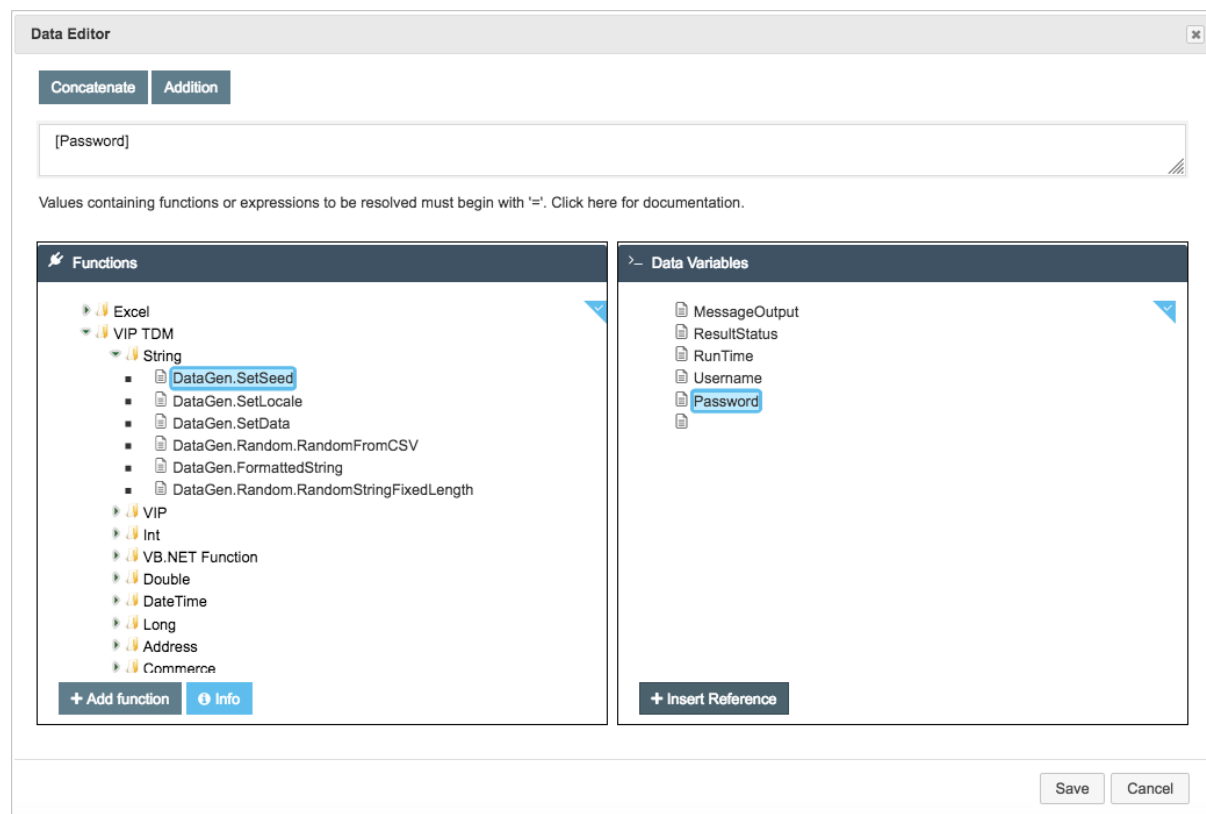 Data Editor
Concatenate Addition
[Password]
Values containing functions or expressions to be resolved must begin with '='. Click here for documentation.
Functions
Excel
VIP TDM
String
DataGen.SetSeed
DataGen.SetLocale
DataGen.SetData
DataGen.Random.RandomFromCSV
DataGen.FormattedString
DataGen.Random.RandomStringFixedLength
VIP
Int
VB.NET Function
Double
DateTime
Long
Address
Commerce
+ Add function Info
Data Variables
MessageOutput
ResultStatus
RunTime
Username
Password
+ Insert Reference
Save Cancel